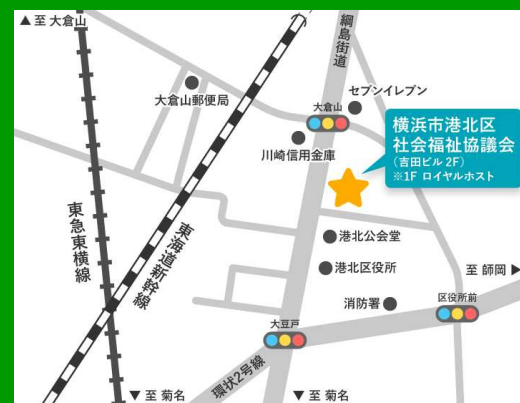 ▲ 至 大倉山
綱島街道
セブンイレブン
大倉山郵便局
大倉山
川崎信用金庫
横浜市港北区
社会福祉協議会
(吉田ビル 2F)
※1F ロイヤルホスト
東急東横線
東海道新幹線
港北公会堂
港北区役所
至 師岡 ▶
消防署
区役所前
大豆戸
環状2号線
▼ 至 菊名
▼ 至 菊名